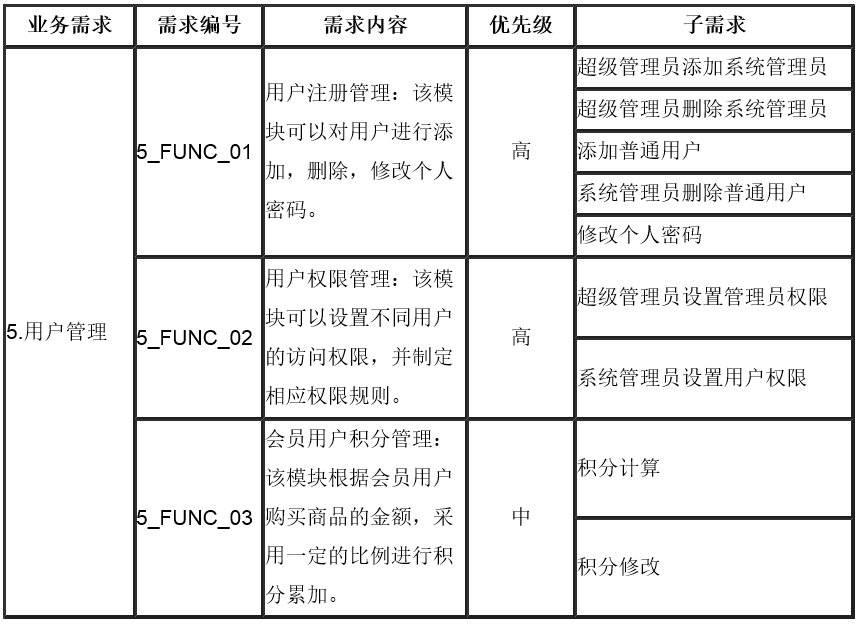 业务需求 需求编号 需求内容 优先级 子需求
5.用户管理
5_FUNC_01
用户注册管理：该模
块可以对用户进行添
加，删除，修改个人
密码。
高
超级管理员添加系统管理员
超级管理员删除系统管理员
添加普通用户
系统管理员删除普通用户
修改个人密码
5_FUNC_02
用户权限管理：该模
块可以设置不同用户
的访问权限，并制定
相应权限规则。
高
超级管理员设置管理员权限
系统管理员设置用户权限
5_FUNC_03
会员用户积分管理：
该模块根据会员用户
购买商品的金额，采
用一定的比例进行积
分累加。
中
积分计算
积分修改